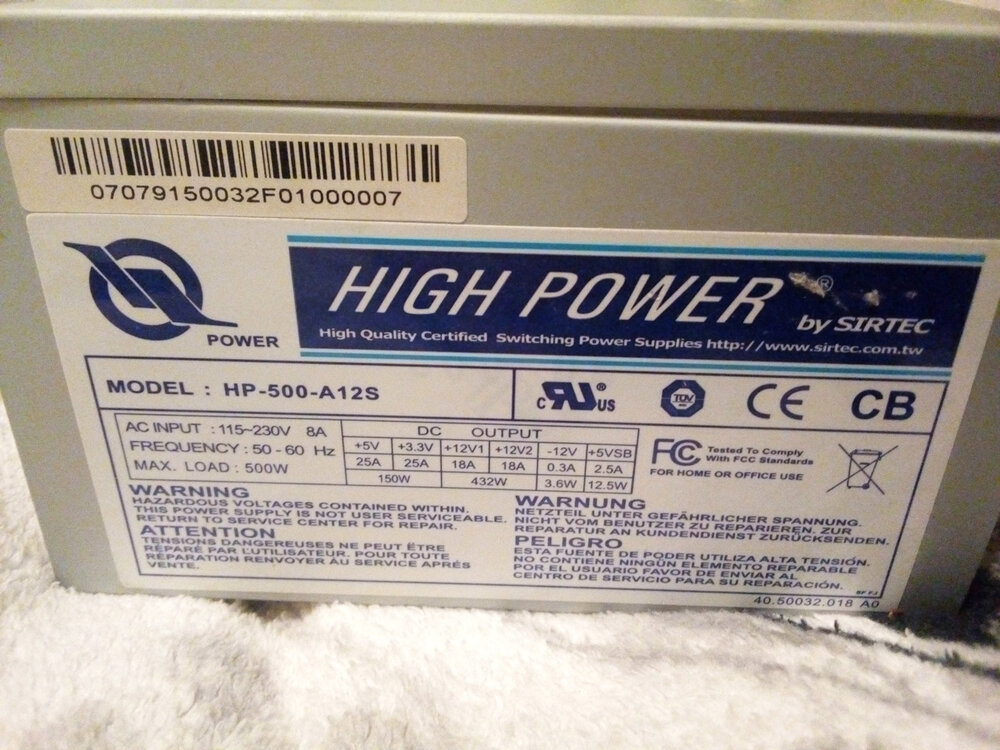 07079150032F01000007
POWER
HIGH POWER®
by SIRTEC
High Quality Certified Switching Power Supplies http://www.sirtec.com.tw
MODEL : HP-500-A12S
c RU® US
TÜV
CE
CB
AC INPUT : 115~230V 8A
FREQUENCY : 50 - 60 Hz
MAX. LOAD : 500W
DC OUTPUT
+5V +3.3V +12V1 +12V2 -12V +5VSB
25A 25A 18A 18A 0.3A 2.5A
150W 432W 3.6W 12.5W
FC Tested To Comply
With FCC Standards
FOR HOME OR OFFICE USE
WARNING
HAZARDOUS VOLTAGES CONTAINED WITHIN.
THIS POWER SUPPLY IS NOT USER SERVICEABLE.
RETURN TO SERVICE CENTER FOR REPAIR.
ATTENTION
TENSIONS DANGEREUSES NE PEUT ÊTRE
RÉPARÉ PAR L'UTILISATEUR. POUR TOUTE
RÉPARATION RENVOYER ÀU SERVICE APRÉS
VENTE.
WARNUNG
NETZTEIL UNTER GEFÄHRLICHER SPANNUNG.
NICHT VOM BENUTZER ZU REPARIEREN. ZUR
REPARATUR AN KUNDENDIENST ZURÜCKSENDEN.
PELIGRO
ESTA FUENTE DE PODER UTILIZA ALTA TENSIÓN.
NO CONTIENE NINGÚN ELEMENTO REPARABLE
POR EL USUARIO FAVOR DE ENVIAR AL
CENTRO DE SERVICIO PARA SU REPARACIÓN.
SF FJ
40.50032.018 A0